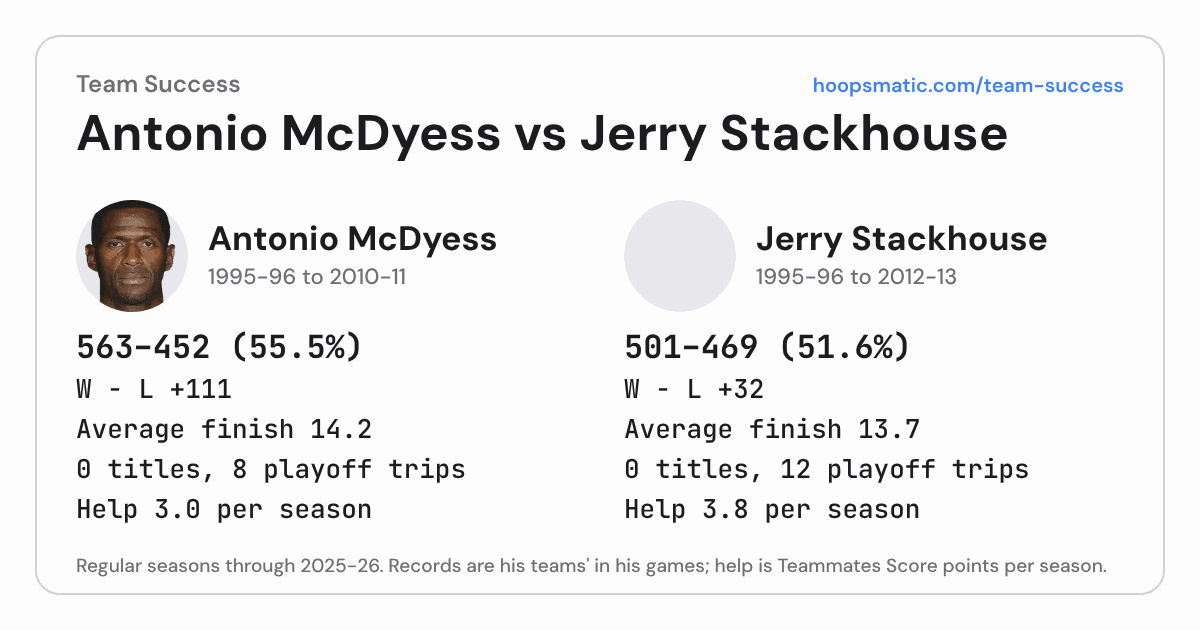 Team Success
hoopsmatic.com/team-success
Antonio McDyess vs Jerry Stackhouse
Antonio McDyess
1995-96 to 2010-11
563-452 (55.5%)
W - L +111
Average finish 14.2
0 titles, 8 playoff trips
Help 3.0 per season
Jerry Stackhouse
1995-96 to 2012-13
501-469 (51.6%)
W - L +32
Average finish 13.7
0 titles, 12 playoff trips
Help 3.8 per season
Regular seasons through 2025-26. Records are his teams' in his games; help is Teammates Score points per season.